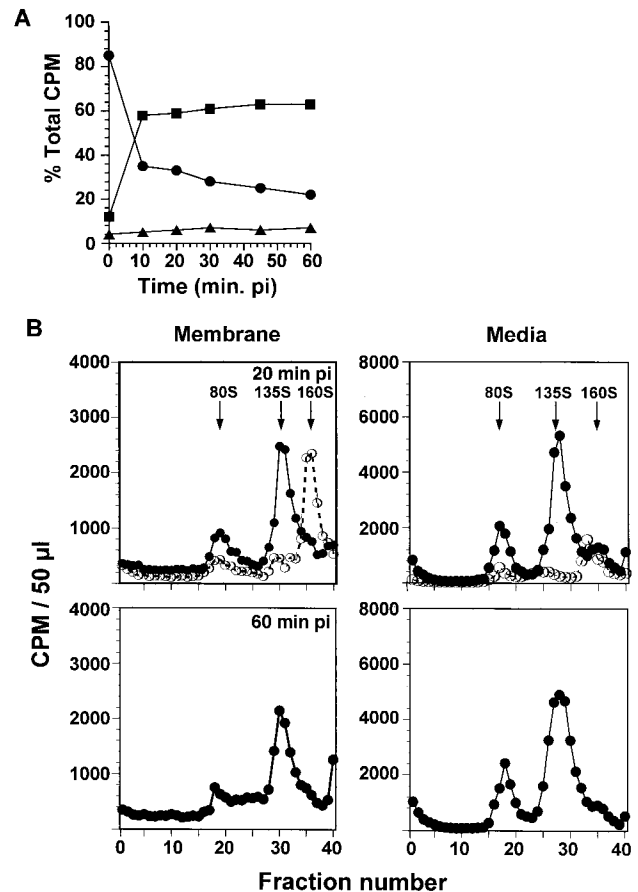 A
% Total CPM
100
80
60
40
20
0
0 10 20 30 40 50 60
Time (min. pi)
B
Membrane
Media
CPM / 50 µl
4000
3000
2000
1000
20 min pi
80S 135S 160S
8000
6000
4000
2000
80S 135S 160S
4000
3000
2000
1000
60 min pi
0 10 20 30 40
8000
6000
4000
2000
0 10 20 30 40
Fraction number